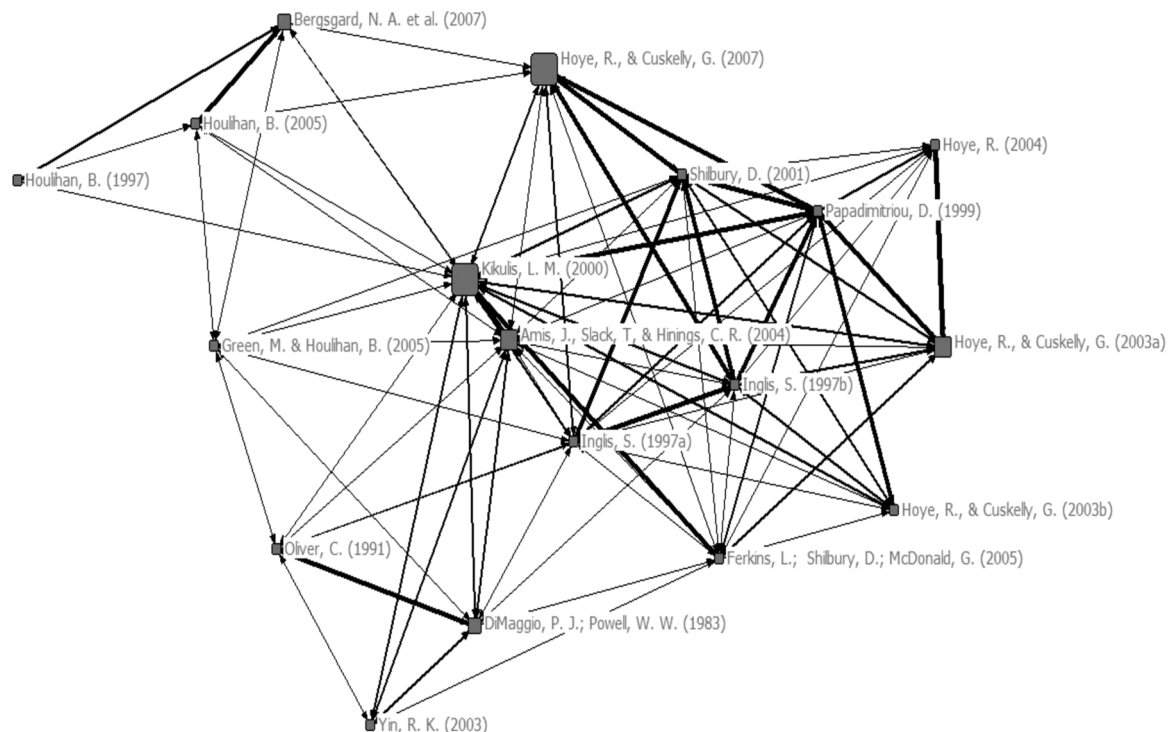 Bergsgard, N. A. et al. (2007)
Hoye, R., & Cuskelly, G. (2007)
Houlihan, B. (2005)
Hoye, R. (2004)
Houlihan, B. (1997)
Shilbury, D. (2001)
Papadimitriou, D. (1999)
Kikulis, L. M. (2000)
Amis, J., Slack, T, & Hinings, C. R. (2004)
Green, M. & Houlihan, B. (2005)
Hoye, R., & Cuskelly, G. (2003a)
Inglis, S. (1997b)
Inglis, S. (1997a)
Hoye, R., & Cuskelly, G. (2003b)
Oliver, C. (1991)
Ferkins, L.; Shilbury, D.; McDonald, G. (2005)
DiMaggio, P. J.; Powell, W. W. (1983)
Yin, R. K. (2003)